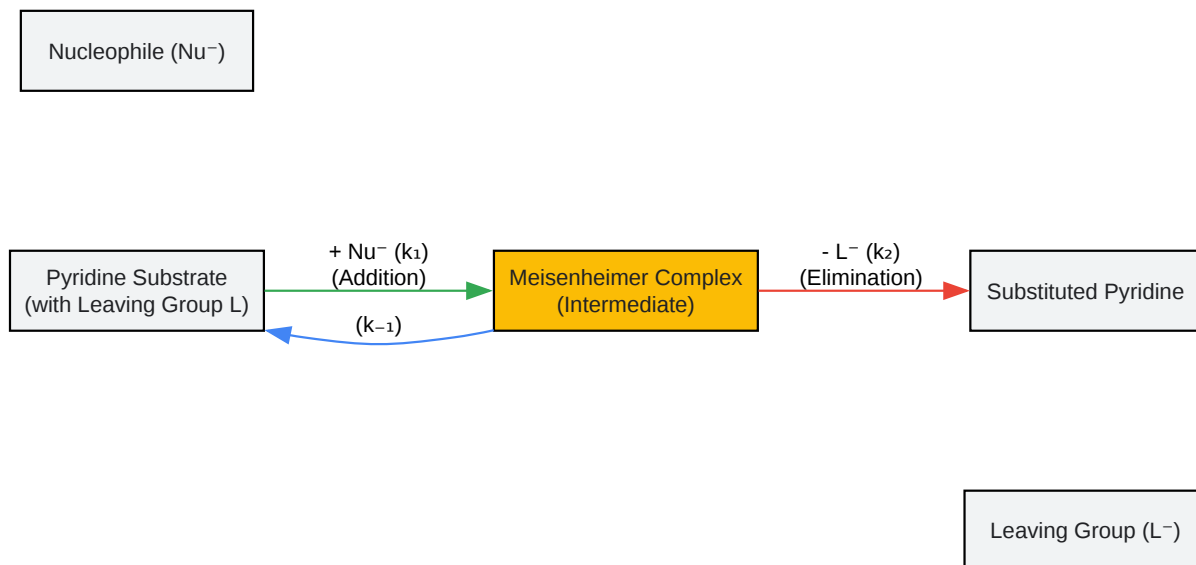 Nucleophile (Nu⁻)
+ Nu⁻ (k₁)
(Addition)
- L⁻ (k₂)
(Elimination)
Pyridine Substrate
(with Leaving Group L)
Meisenheimer Complex
(Intermediate)
Substituted Pyridine
(k₋₁)
Leaving Group (L⁻)